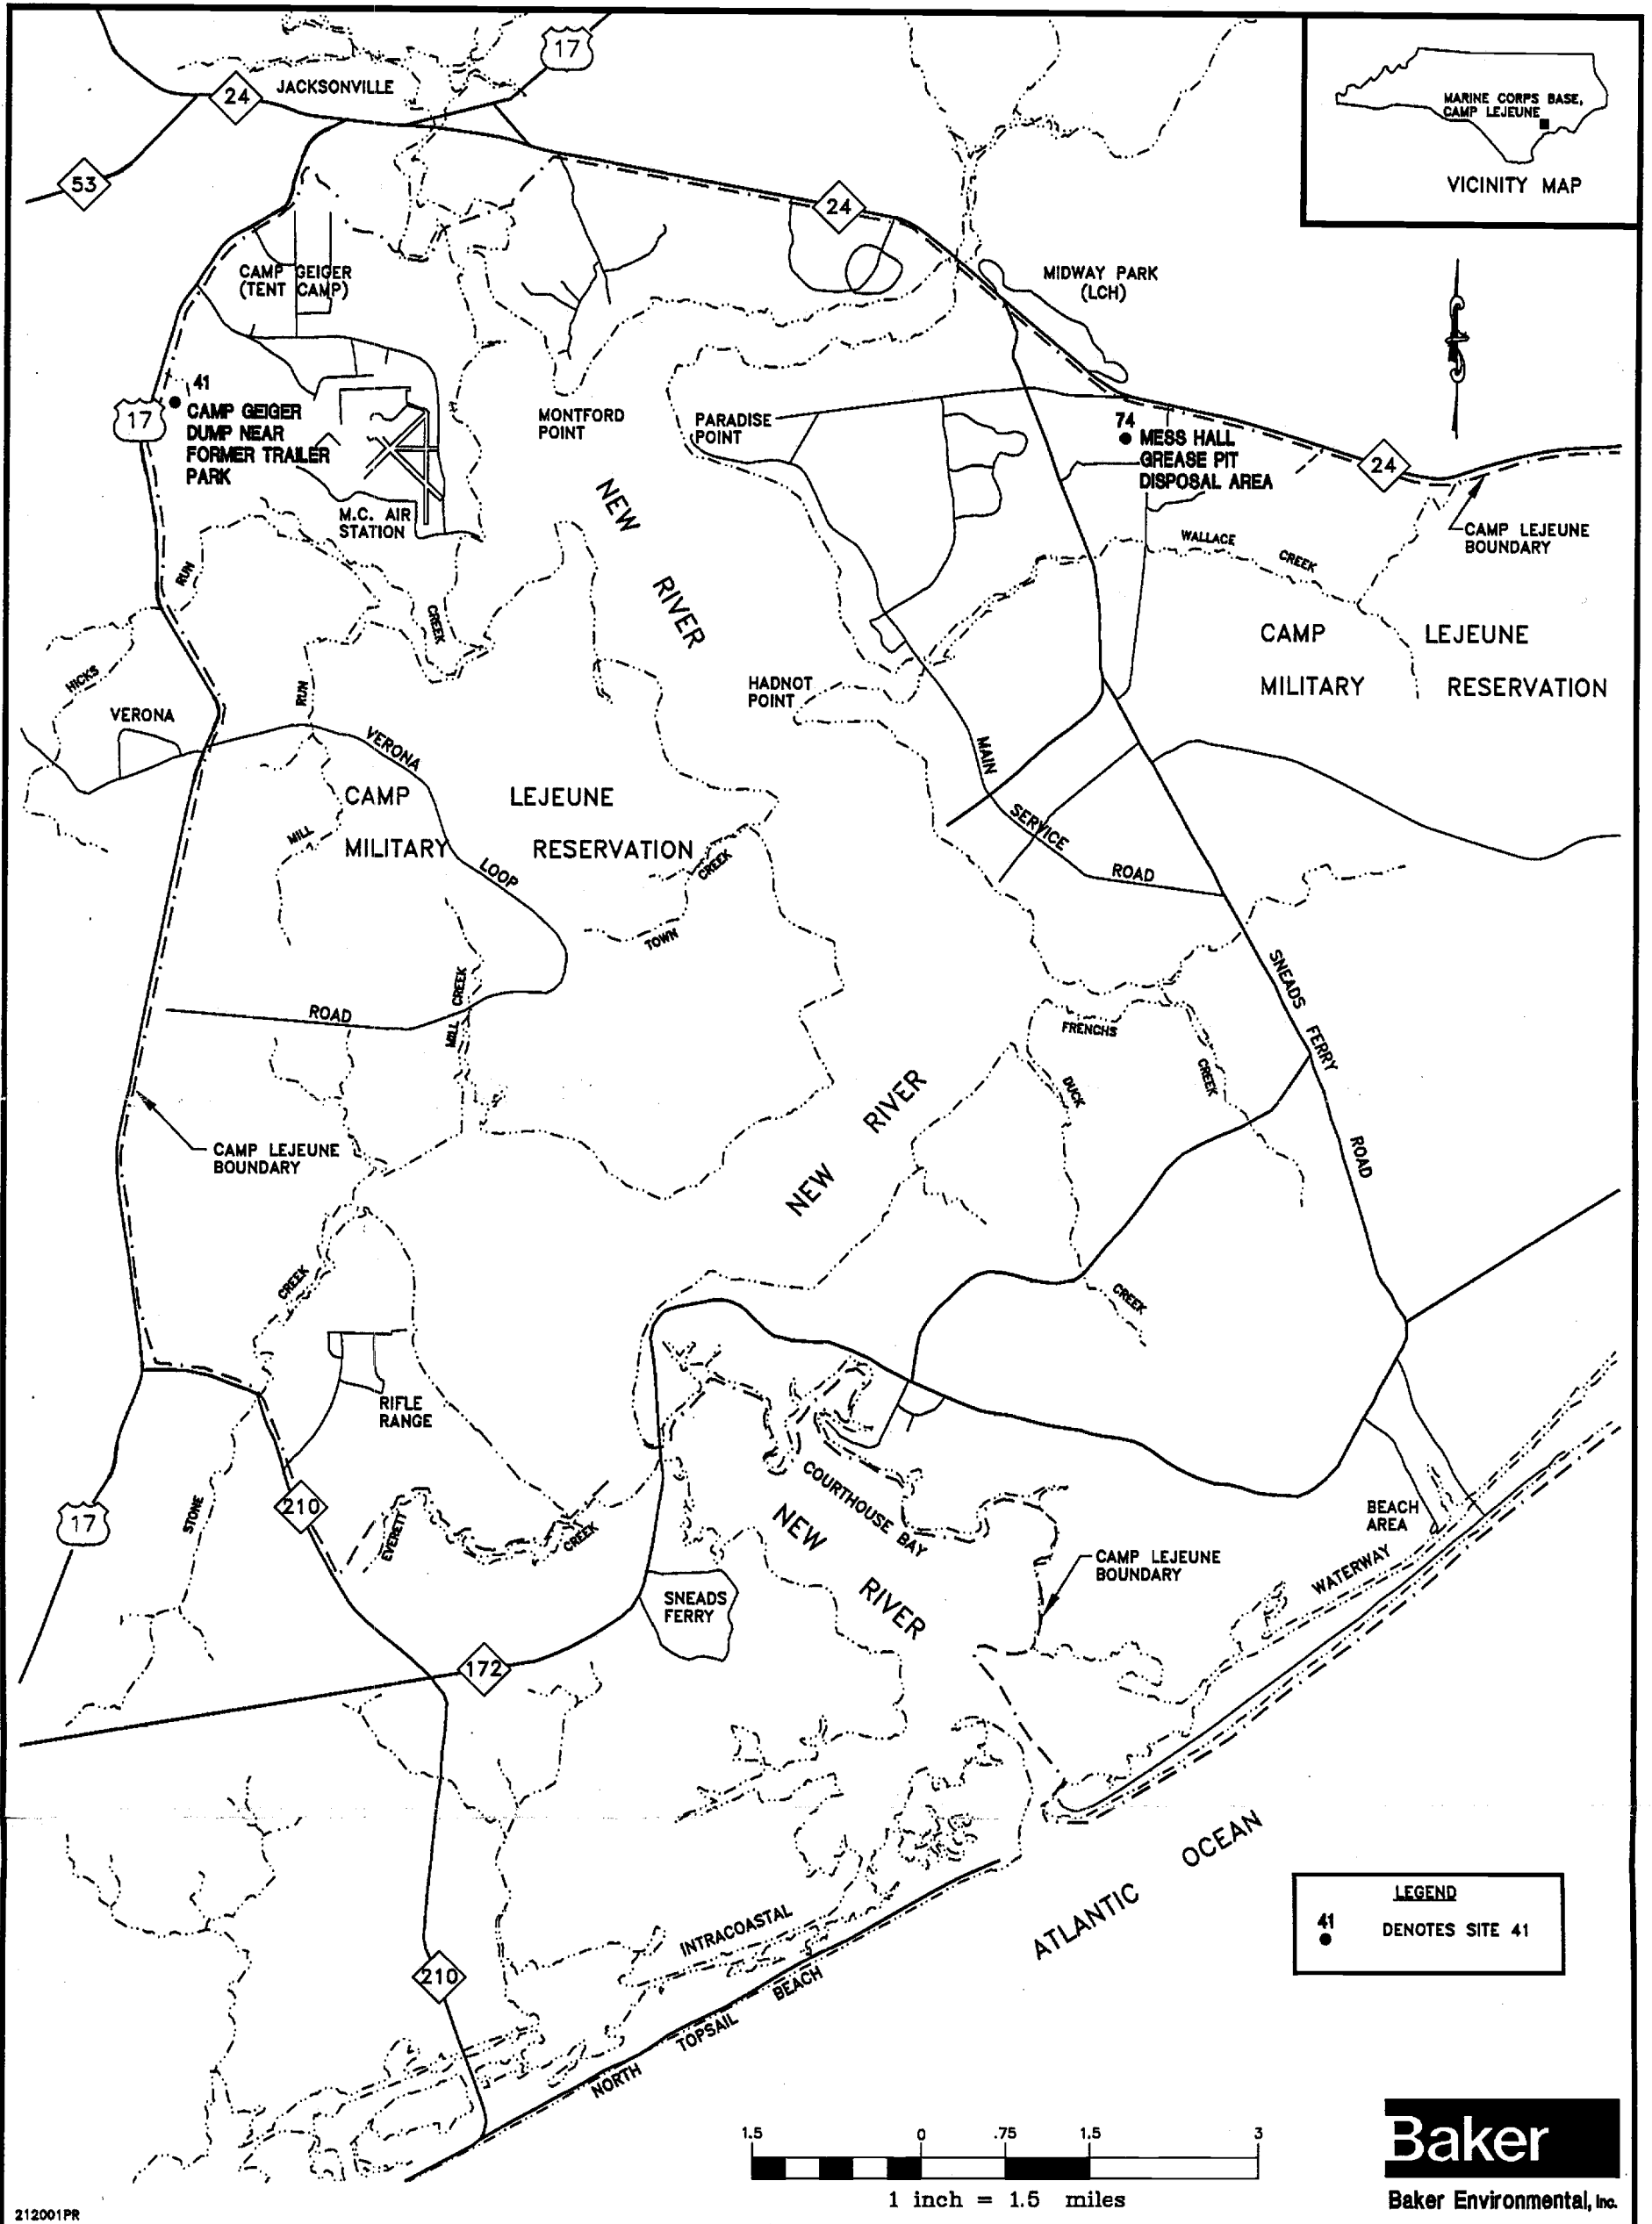 17
JACKSONVILLE
24
53
MARINE CORPS BASE,
CAMP LEJEUNE
VICINITY MAP
24
CAMP GEIGER
(TENT CAMP)
MIDWAY PARK
(LCH)
41
CAMP GEIGER
DUMP NEAR
FORMER TRAILER
PARK
17
MONTFORD
POINT
PARADISE
POINT
74
MESS HALL
GREASE PIT
DISPOSAL AREA
24
M.C. AIR
STATION
NEW
RIVER
CAMP LEJEUNE
BOUNDARY
WALLACE
CREEK
RUN
CREEK
CAMP LEJEUNE
MILITARY RESERVATION
HICKS
RUN
HADNOT
POINT
VERONA
VERONA
MAIN
CAMP LEJEUNE
MILITARY RESERVATION
MILL
SERVICE
LOOP
CREEK
ROAD
TOWN
SNEADS
CREEK
ROAD
MILL
FRENCHS
FERRY
CREEK
DUCK
RIVER
NEW
CAMP LEJEUNE
BOUNDARY
ROAD
CREEK
CREEK
RIFLE
RANGE
210
17
STONE
EVERETT
CREEK
COURTHOUSE BAY
NEW
RIVER
BEACH
AREA
CAMP LEJEUNE
BOUNDARY
WATERWAY
SNEADS
FERRY
172
OCEAN
ATLANTIC
LEGEND
41
DENOTES SITE 41
INTRACOASTAL
210
BEACH
TOPSAIL
NORTH
1.5 0 .75 1.5 3
1 inch = 1.5 miles
Baker
Baker Environmental, Inc.
212001PR